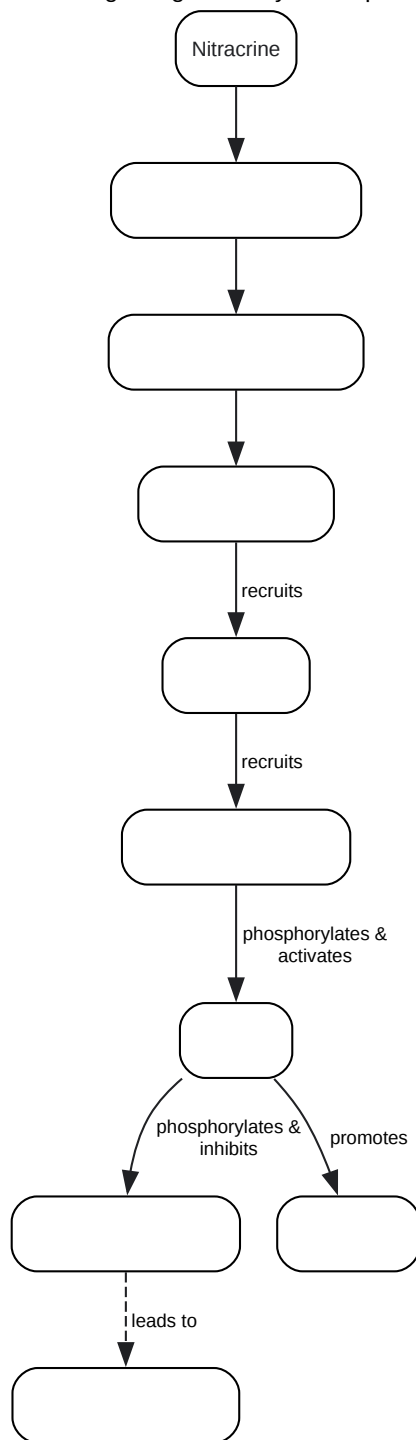 Nitracrine
recruits
recruits
phosphorylates &
activates
phosphorylates &
inhibits
promotes
leads to